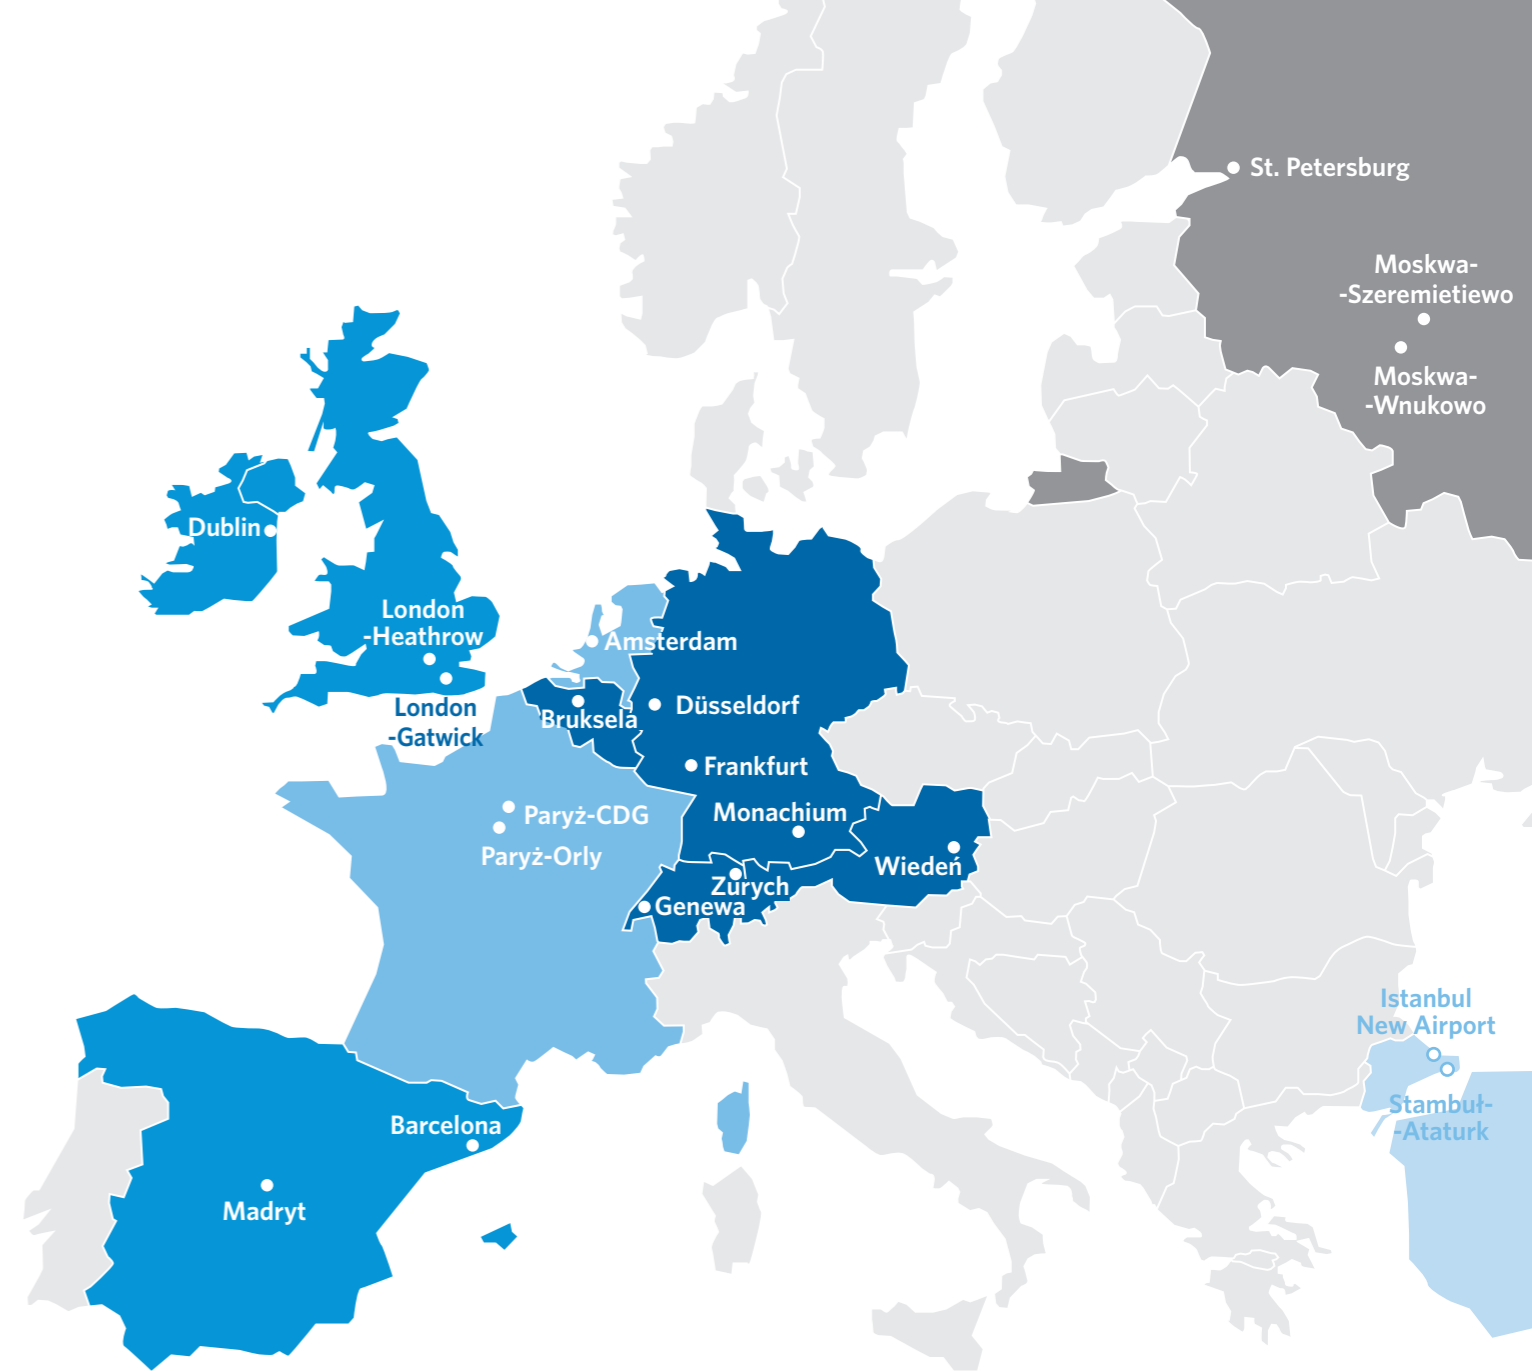 St. Petersburg
Moskwa-
-Szeremietiewo
Moskwa-
-Wnukowo
Dublin
London
-Heathrow
London
-Gatwick
Amsterdam
Düsseldorf
Bruksela
Frankfurt
Paryż-CDG
Monachium
Paryż-Orly
Wiedeń
Zurych
Genewa
Istanbul
New Airport
Stambuł-
-Ataturk
Barcelona
Madryt